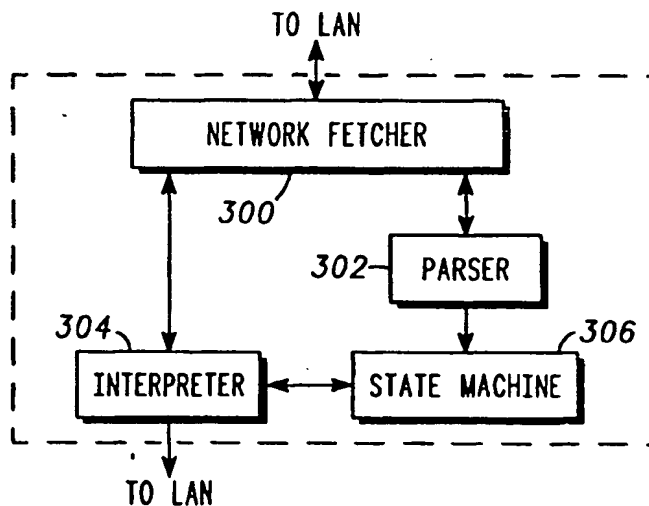 TO LAN
NETWORK FETCHER
300
302
PARSER
304
306
INTERPRETER
STATE MACHINE
TO LAN